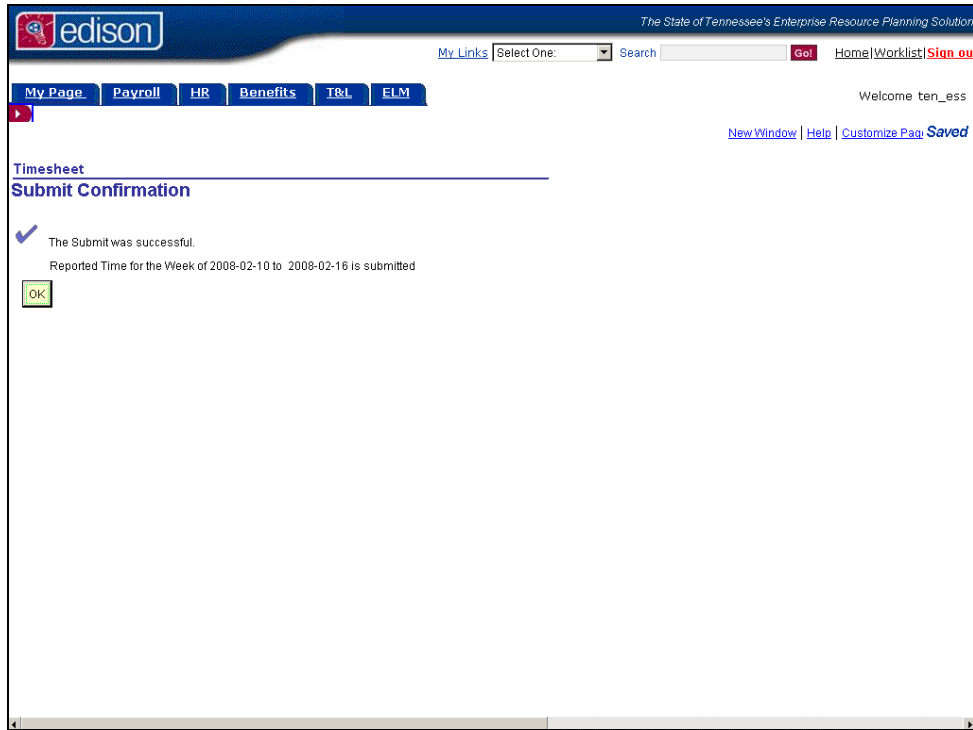 edison
The State of Tennessee's Enterprise Resource Planning Solution
My Links Select One: Search Go! Home|Worklist|Sign ou
My Page Payroll HR Benefits T&L ELM
Welcome ten_ess
New Window | Help | Customize Pag Saved
Timesheet
Submit Confirmation
The Submit was successful.
Reported Time for the Week of 2008-02-10 to 2008-02-16 is submitted
OK